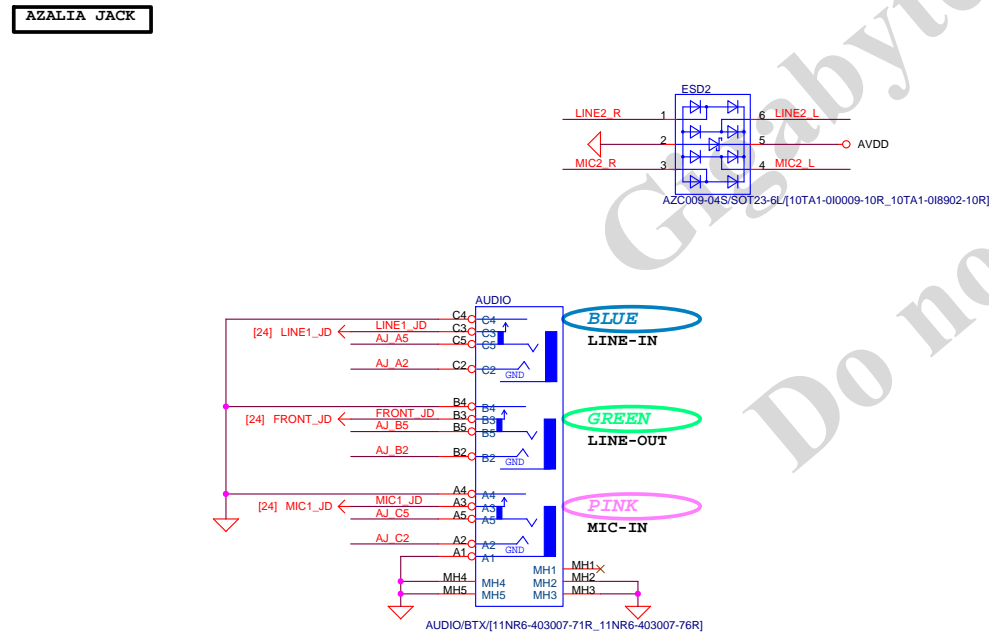 AZALIA JACK
Gigabyte
Do no
ESD2
LINE2_R 1 6 LINE2_L
2 5 AVDD
MIC2_R 3 4 MIC2_L
AZC009-04S/SOT23-6L/[10TA1-0I0009-10R_10TA1-0I8902-10R]
AUDIO
C4 C4 BLUE
[24] LINE1_JD LINE1_JD C3 C3
AJ_A5 C5 C5 LINE-IN
AJ_A2 C2 C2 GND
B4 B4
[24] FRONT_JD FRONT_JD B3 B3 GREEN
AJ_B5 B5 B5 LINE-OUT
AJ_B2 B2 B2 GND
A4 A4
[24] MIC1_JD MIC1_JD A3 A3 PINK
AJ_C5 A5 A5 MIC-IN
AJ_C2 A2 A2 GND
A1 A1
MH1 MH1
MH4 MH4 MH2 MH2
MH5 MH5 MH3 MH3
AUDIO/BTX/[11NR6-403007-71R_11NR6-403007-76R]